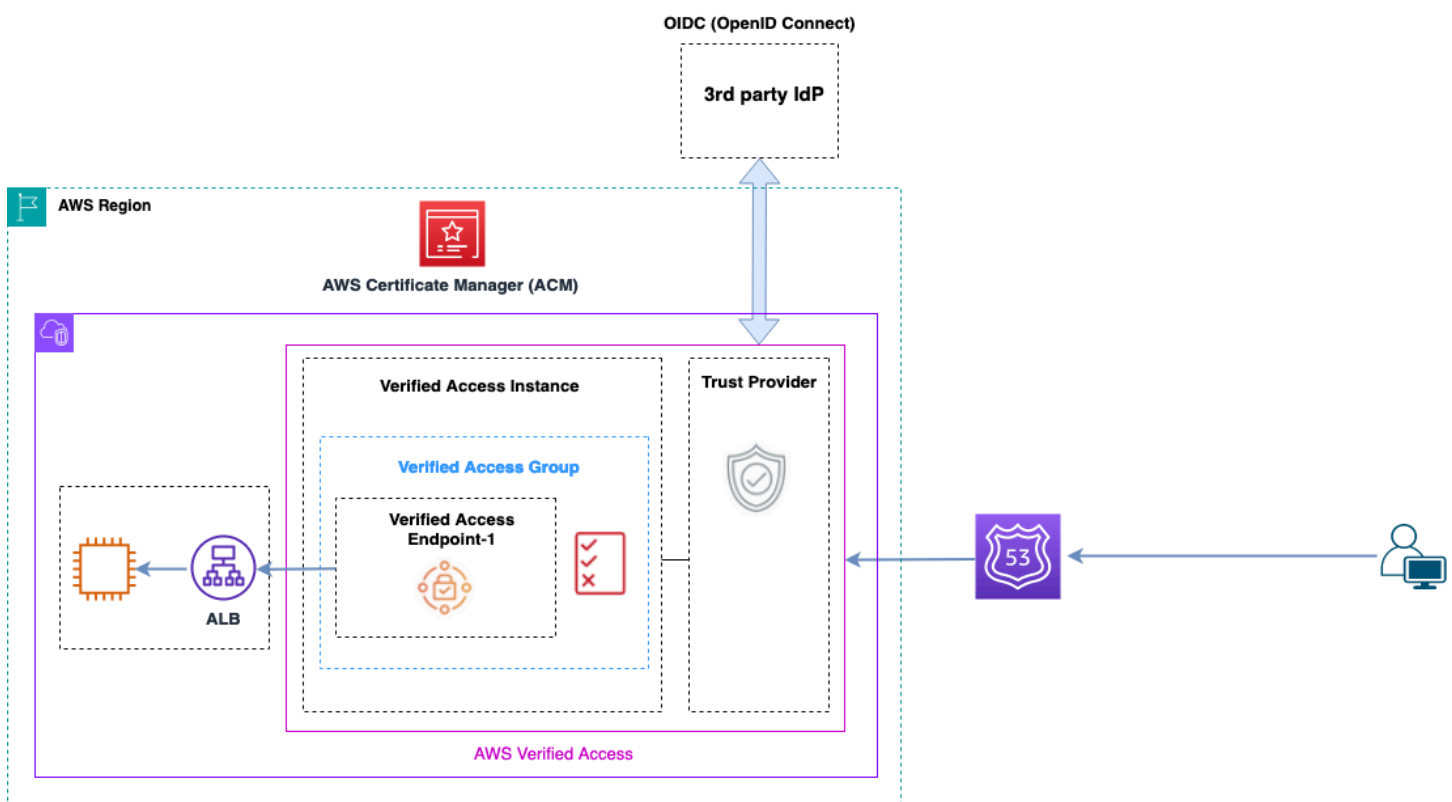 OIDC (OpenID Connect)
3rd party IdP
AWS Region
AWS Certificate Manager (ACM)
Verified Access Instance
Trust Provider
Verified Access Group
Verified Access
Endpoint-1
53
ALB
AWS Verified Access